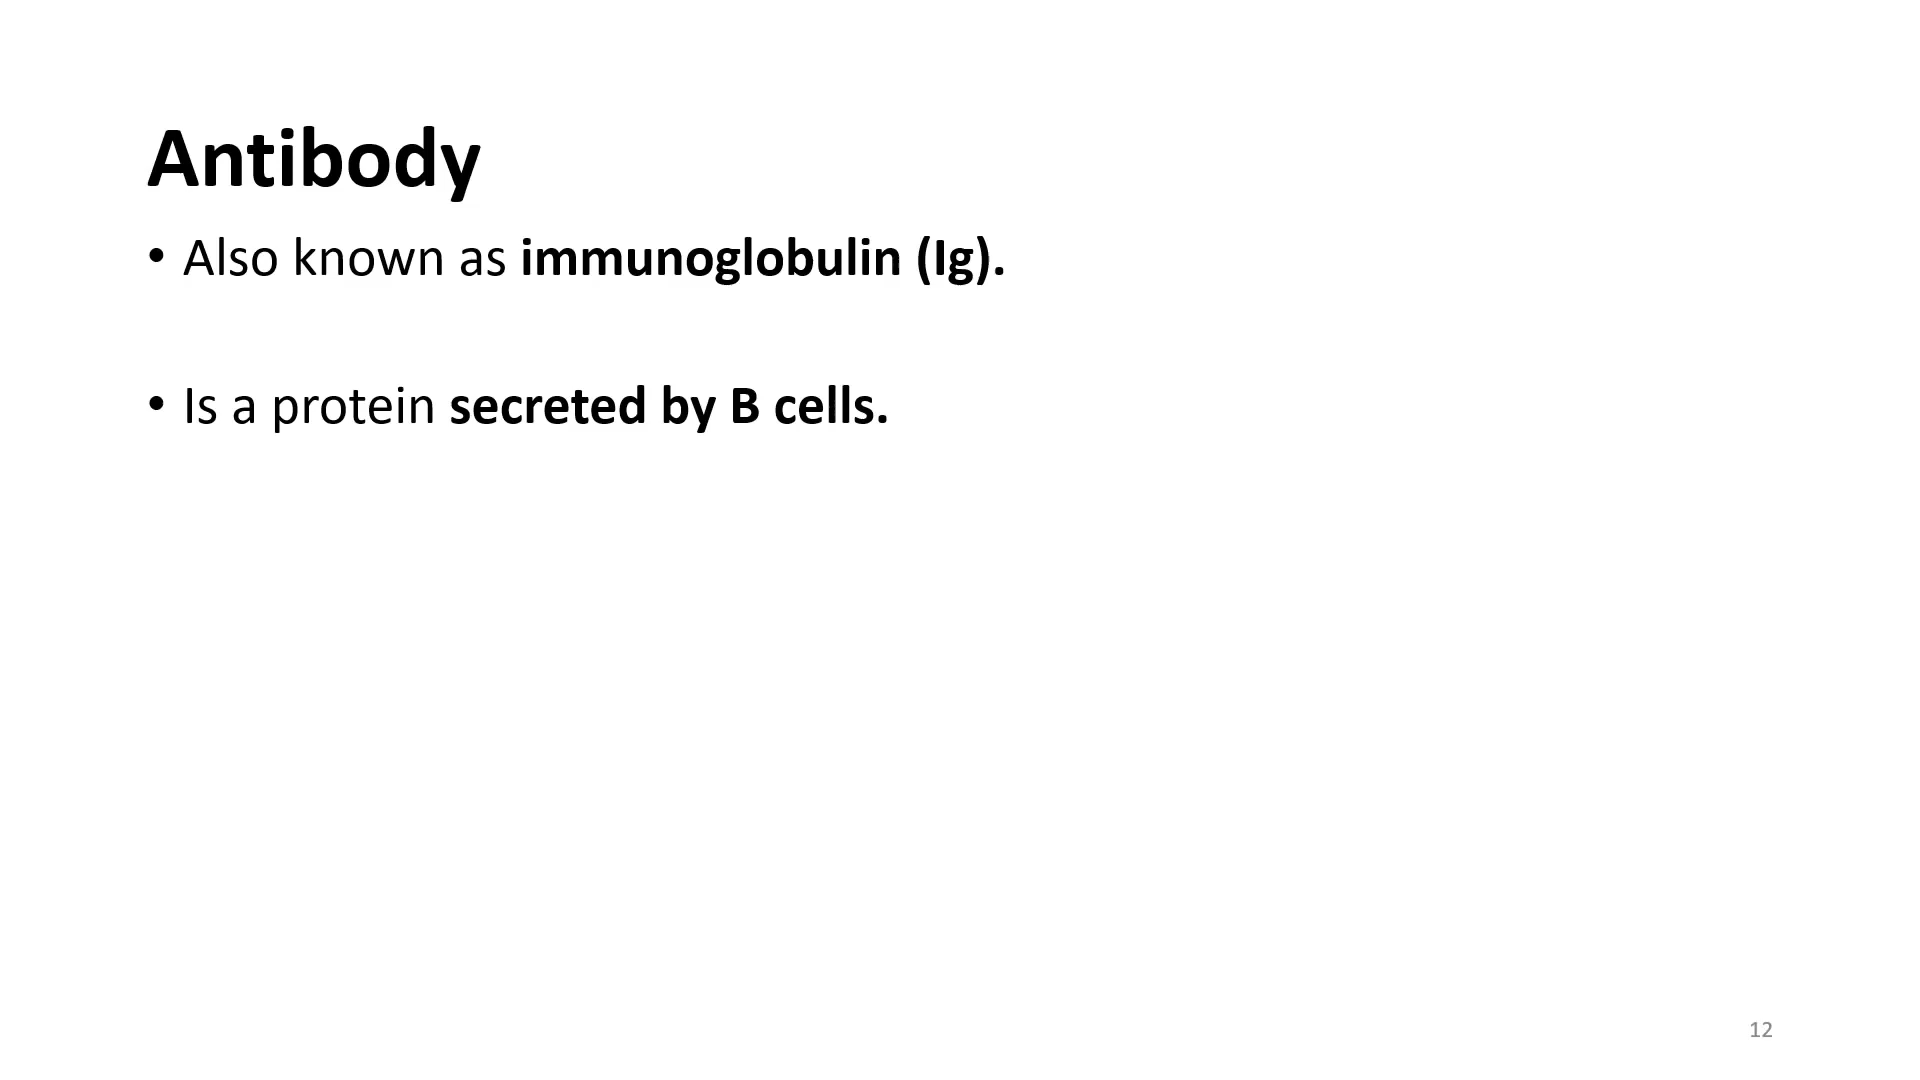 Antibody
• Also known as immunoglobulin (Ig).
• Is a protein secreted by B cells.
12